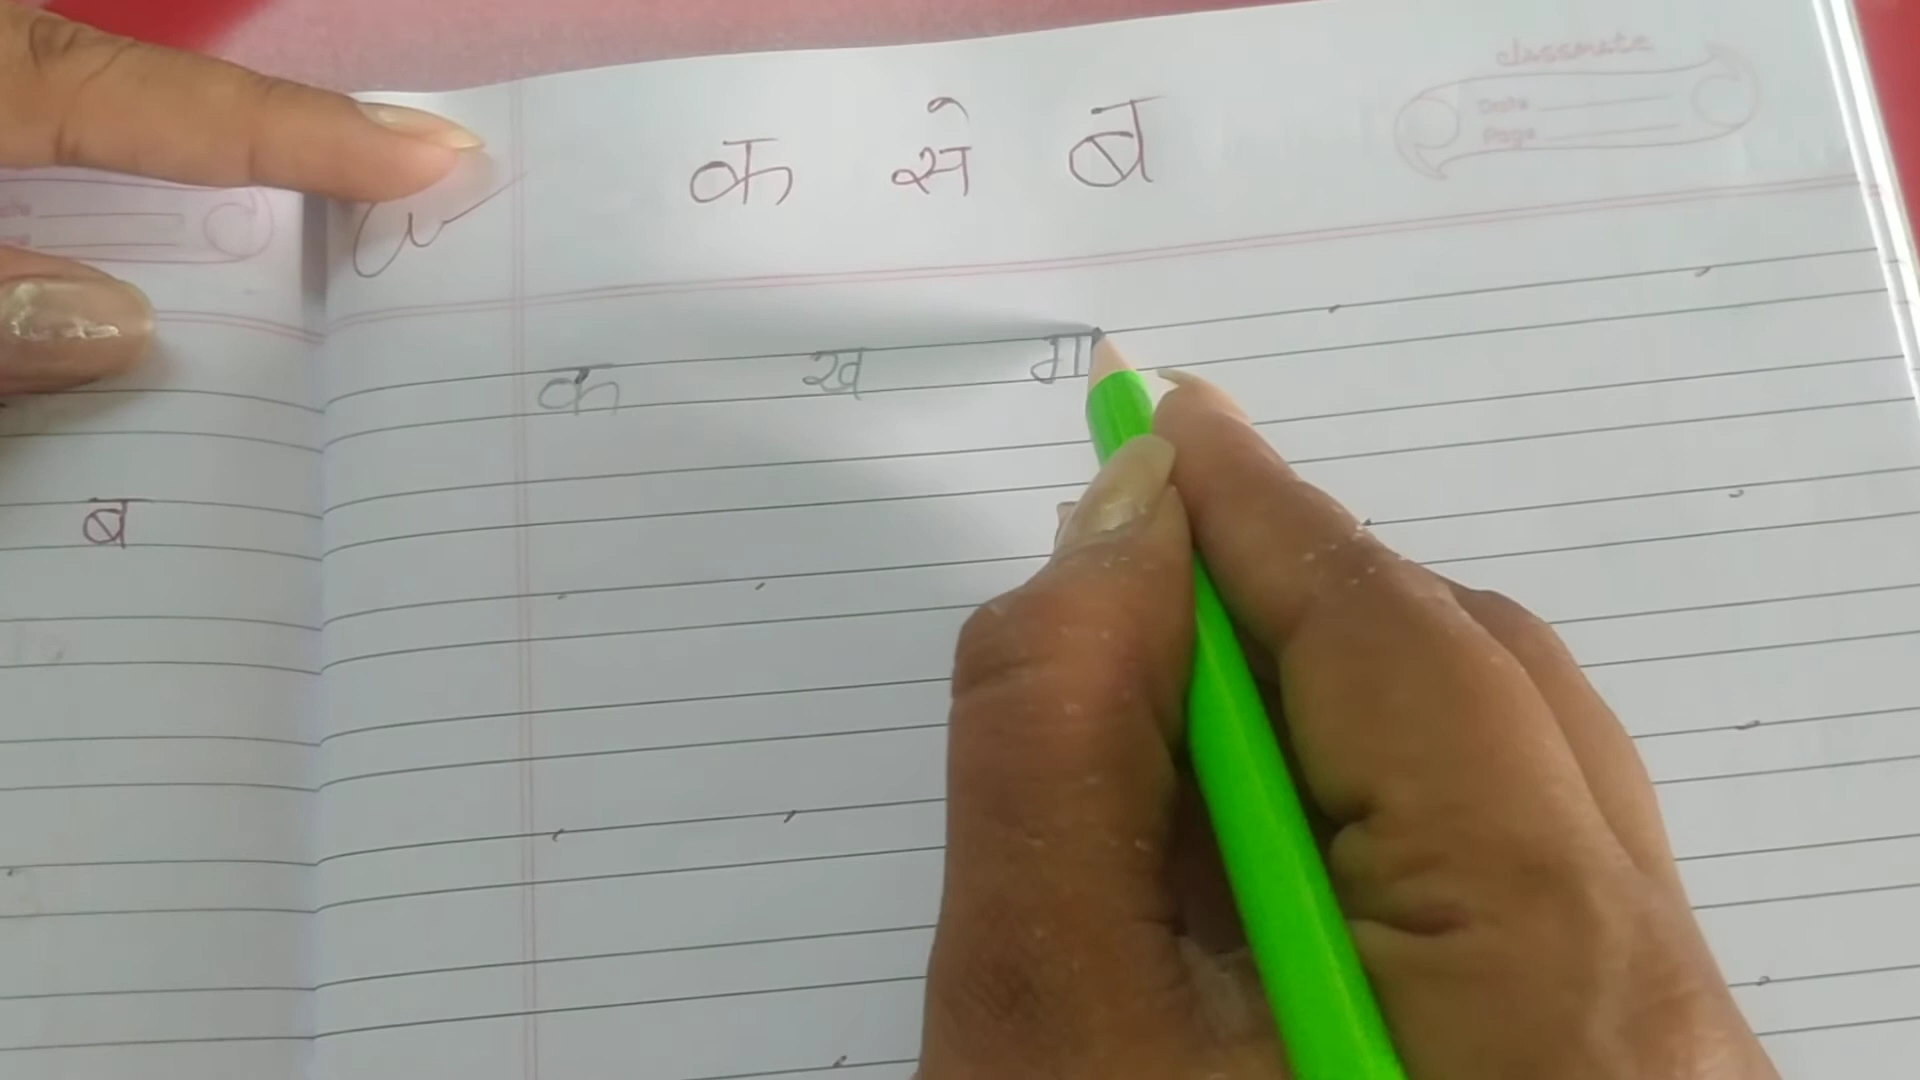 classmate
Date
Page
क से ब
क ख ग
ब